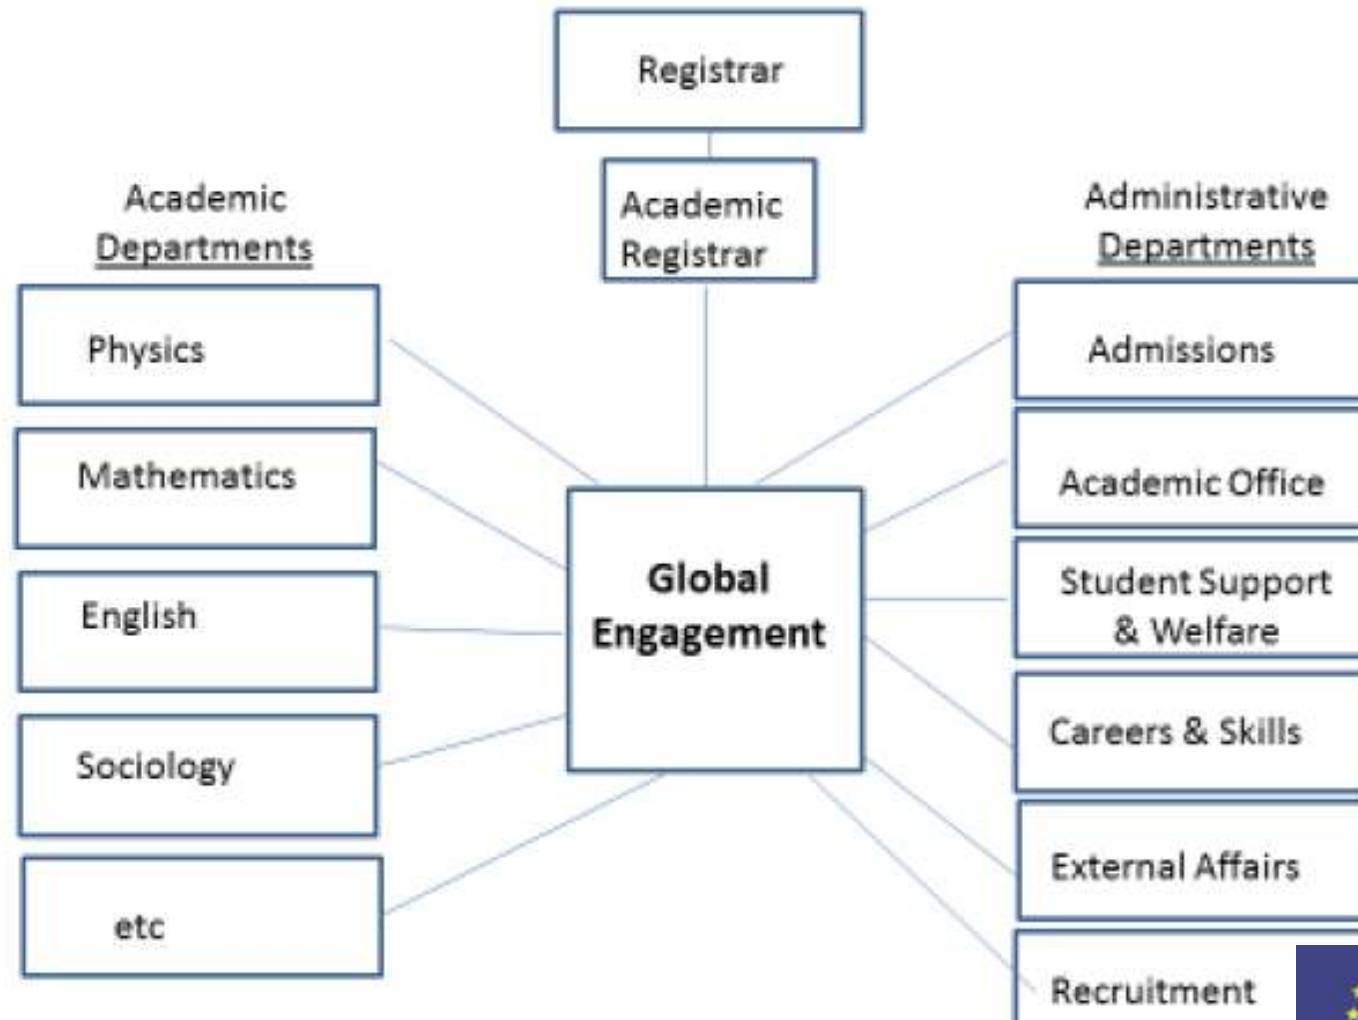 Registrar
Academic
Registrar
Academic
Departments
Physics
Mathematics
English
Sociology
etc
Global
Engagement
Administrative
Departments
Admissions
Academic Office
Student Support
& Welfare
Careers & Skills
External Affairs
Recruitment